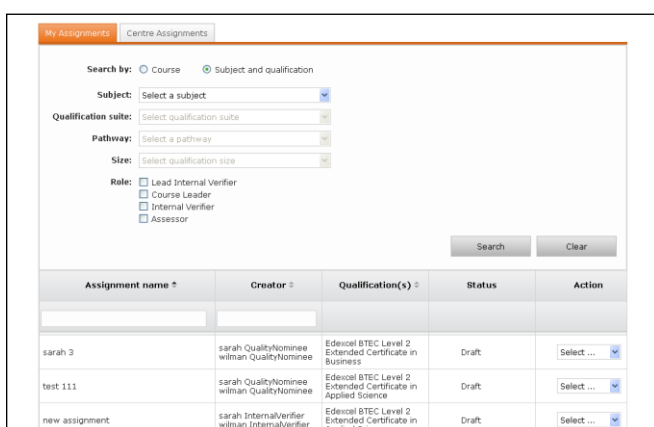 My Assignments Centre Assignments
Search by: Course Subject and qualification
Subject: Select a subject
Qualification suite: Select qualification suite
Pathway: Select a pathway
Size: Select qualification size
Role: Lead Internal Verifier
Course Leader
Internal Verifier
Assessor
Search Clear
Assignment name Creator Qualification(s) Status Action
sarah 3 sarah QualityNominee wilman QualityNominee Edexcel BTEC Level 2 Extended Certificate in Business Draft Select ...
test 111 sarah QualityNominee wilman QualityNominee Edexcel BTEC Level 2 Extended Certificate in Applied Science Draft Select ...
new assignment sarah InternalVerifier wilman InternalVerifier Edexcel BTEC Level 2 Extended Certificate in Draft Select ...